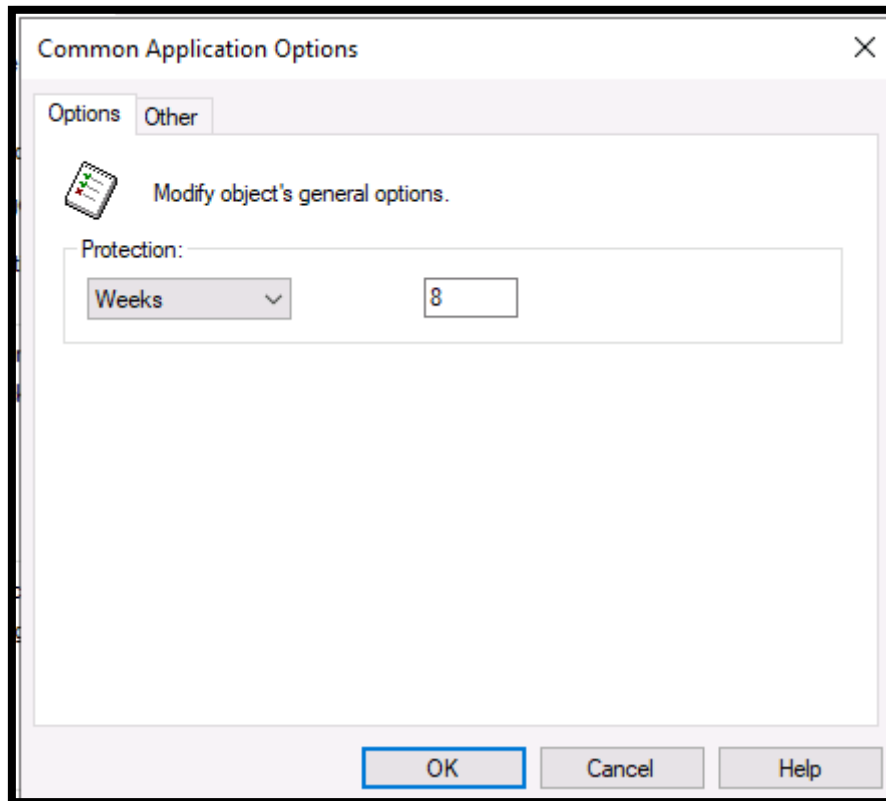 Common Application Options
Options Other
Modify object's general options.
Protection:
Weeks 8
OK Cancel Help